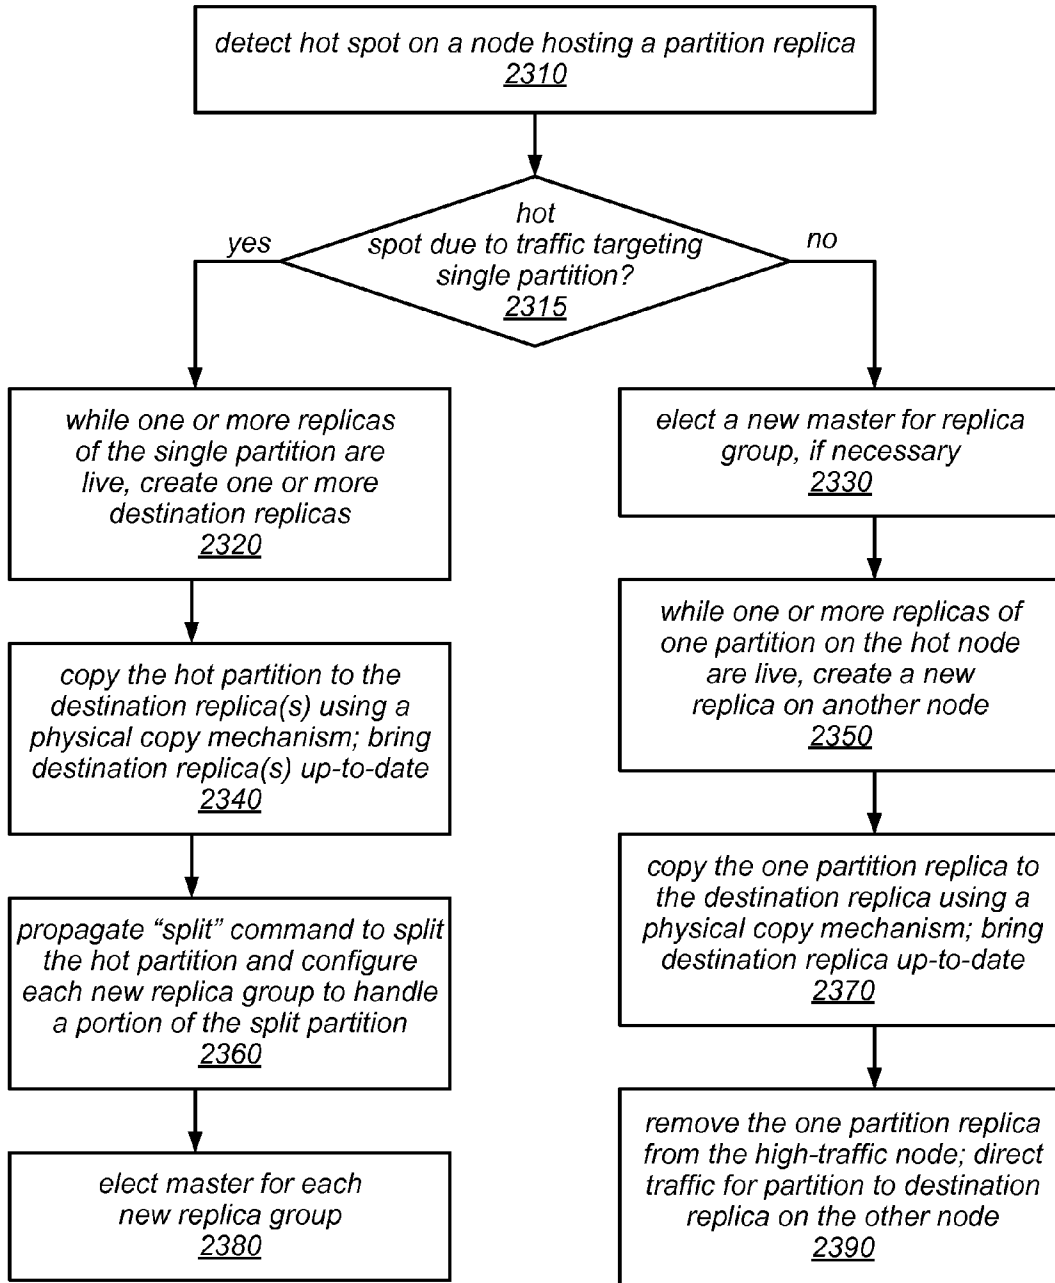 detect hot spot on a node hosting a partition replica
2310
hot
spot due to traffic targeting
single partition?
2315
yes
no
while one or more replicas
of the single partition are
live, create one or more
destination replicas
2320
copy the hot partition to the
destination replica(s) using a
physical copy mechanism; bring
destination replica(s) up-to-date
2340
propagate “split” command to split
the hot partition and configure
each new replica group to handle
a portion of the split partition
2360
elect master for each
new replica group
2380
elect a new master for replica
group, if necessary
2330
while one or more replicas of
one partition on the hot node
are live, create a new
replica on another node
2350
copy the one partition replica to
the destination replica using a
physical copy mechanism; bring
destination replica up-to-date
2370
remove the one partition replica
from the high-traffic node; direct
traffic for partition to destination
replica on the other node
2390